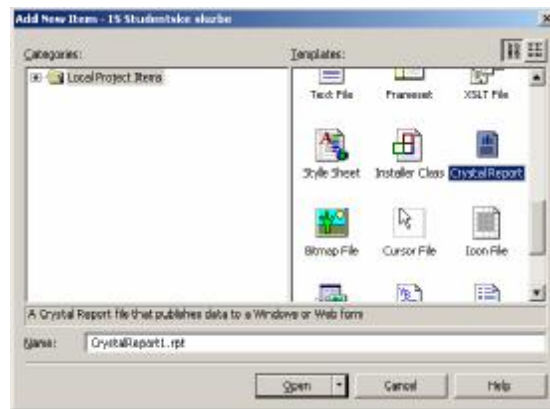 Add New Item - IS Studentske sluzbe
Categories:
Templates:
Local Project Items
Text File
Frameset
XSLT File
Style Sheet
Installer Class
Crystal Report
Bitmap File
Cursor File
Icon File
A Crystal Report file that publishes data to a Windows or Web form
Name:
CrystalReport1.rpt
Open
Cancel
Help